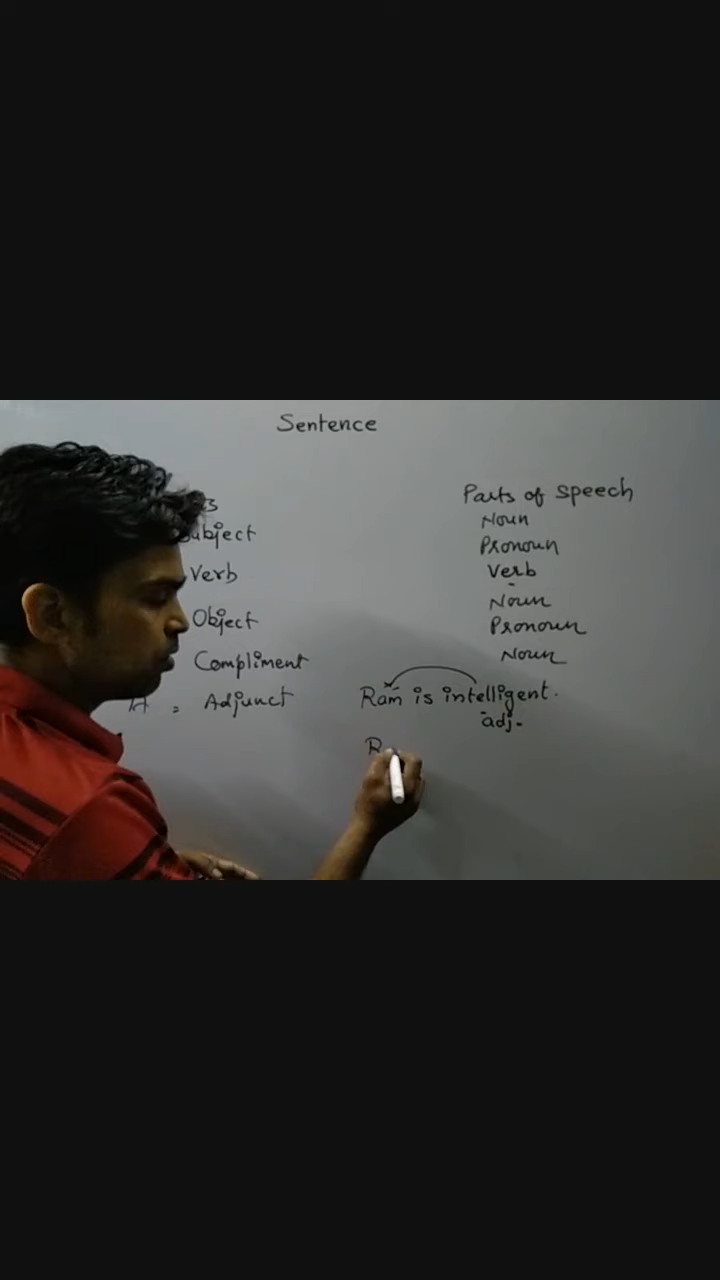 Sentence
Subject
Verb
Object
Compliment
A = Adjunct
Parts of speech
Noun
Pronoun
Verb
Noun
Pronoun
Noun
Ram is intelligent.
adj.
R